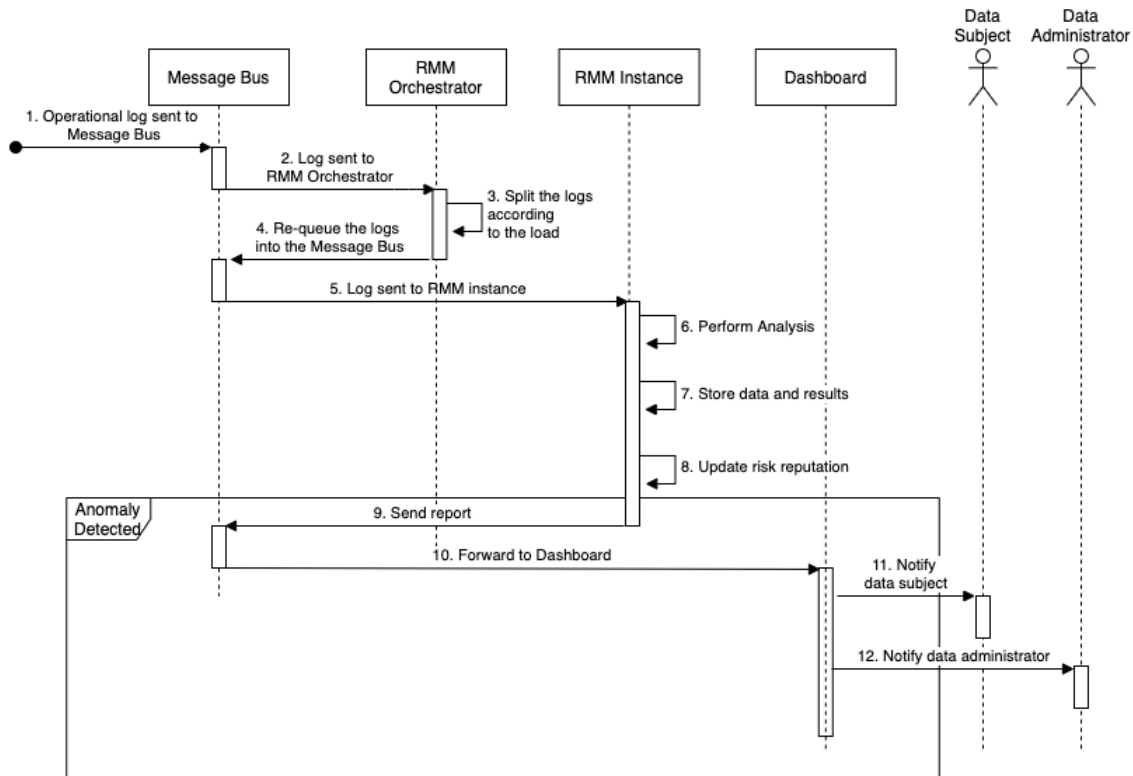 Data
Subject
Data
Administrator
Message Bus
RMM
Orchestrator
RMM Instance
Dashboard
1. Operational log sent to
Message Bus
2. Log sent to
RMM Orchestrator
3. Split the logs
according
to the load
4. Re-queue the logs
into the Message Bus
5. Log sent to RMM instance
6. Perform Analysis
7. Store data and results
8. Update risk reputation
Anomaly
Detected
9. Send report
10. Forward to Dashboard
11. Notify
data subject
12. Notify data administrator